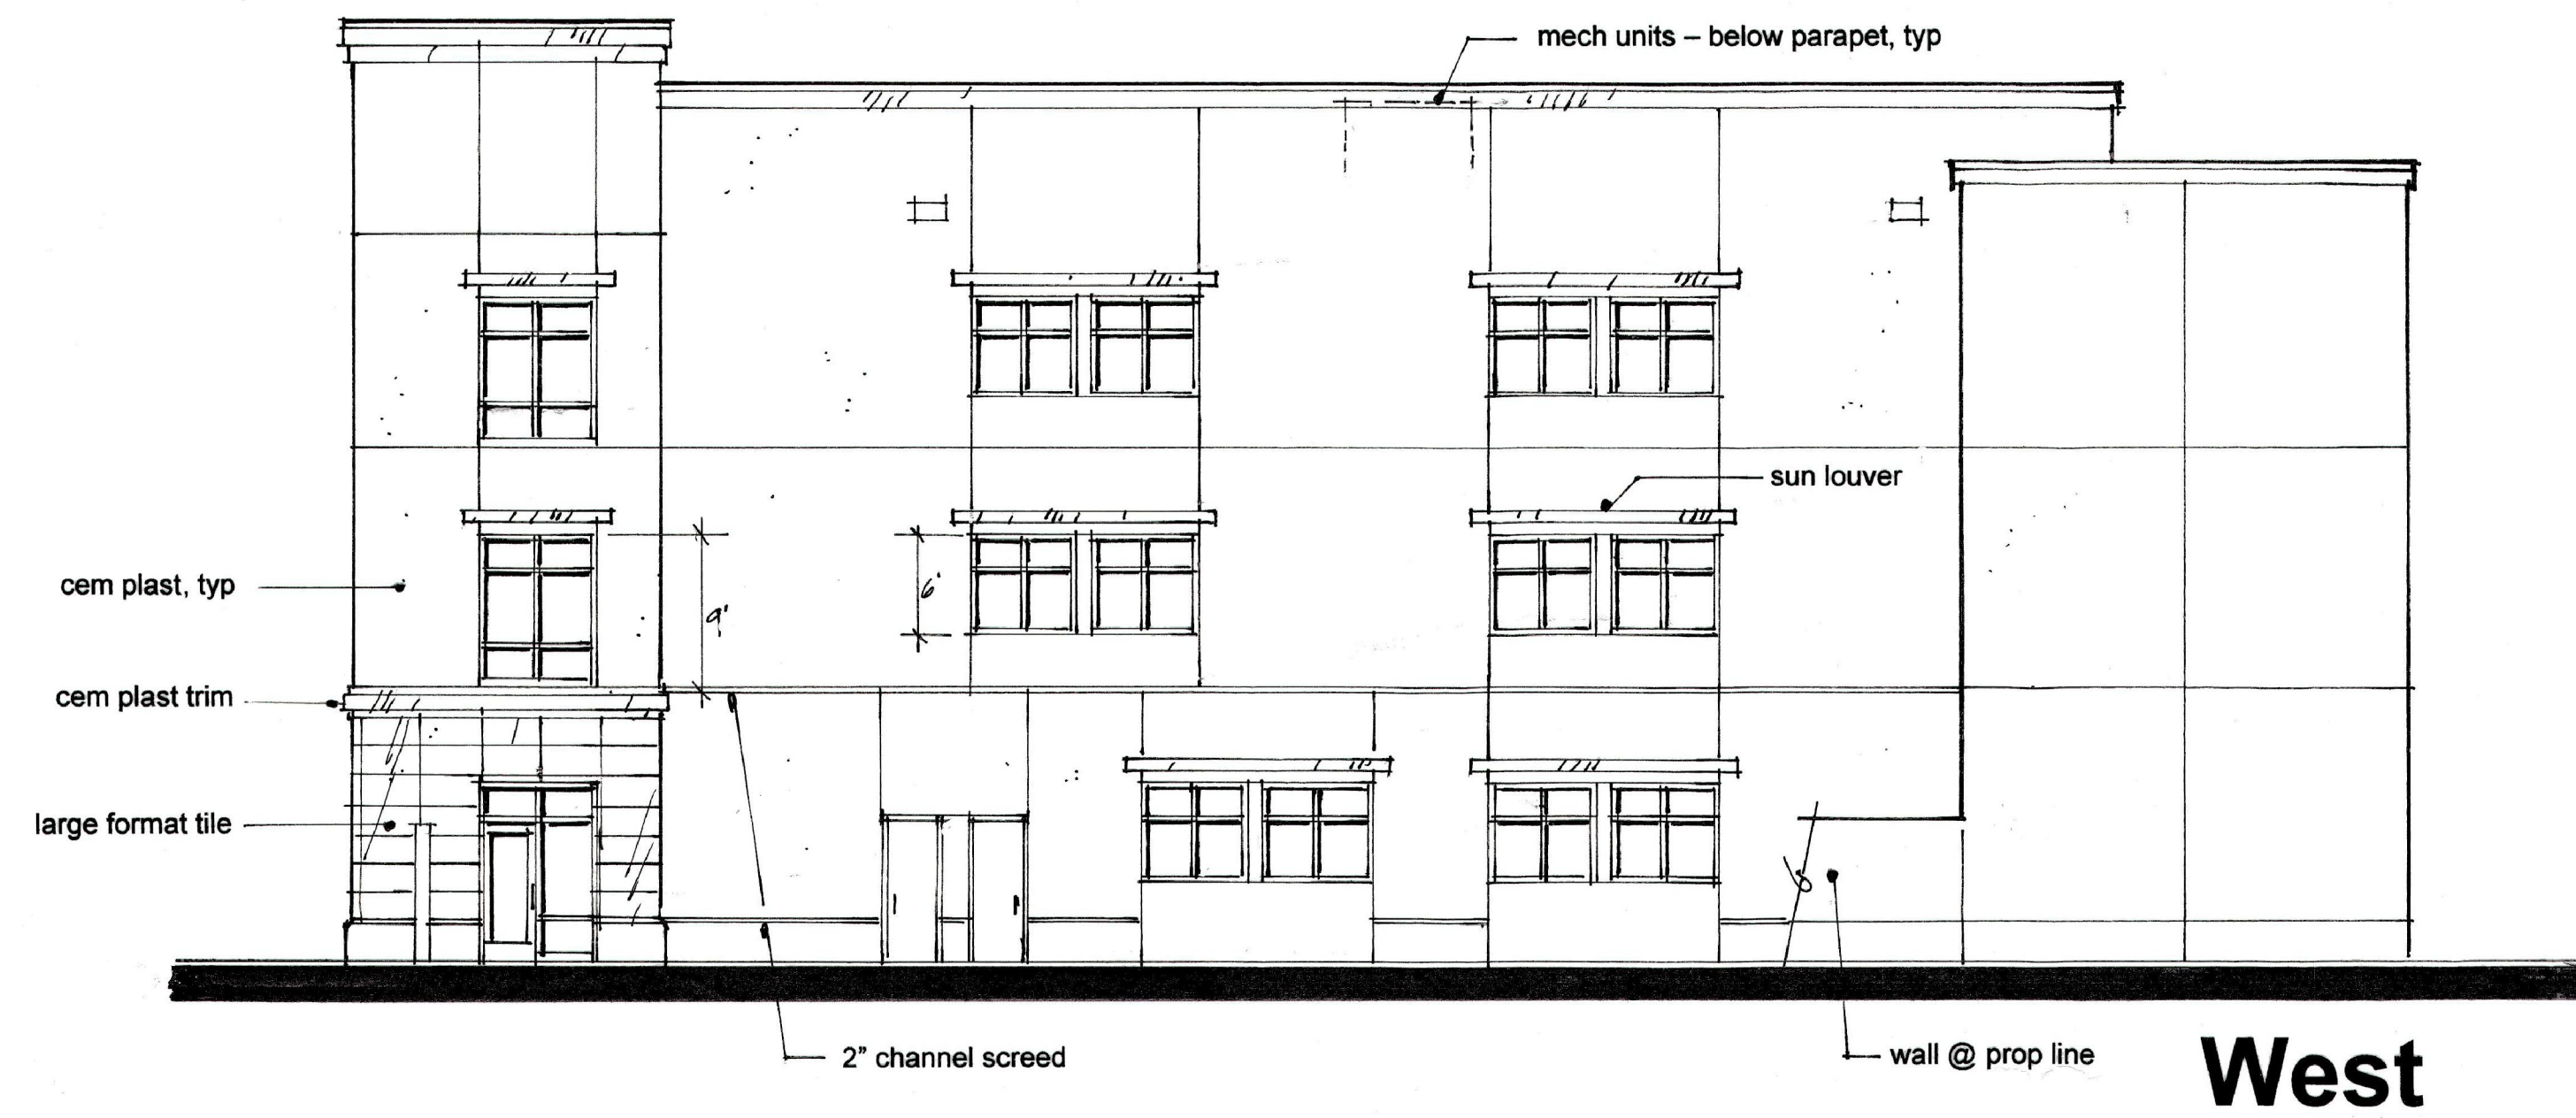 mech units – below parapet, typ
sun louver
cem plast, typ
6'
9'
cem plast trim
large format tile
2” channel screed
wall @ prop line
West